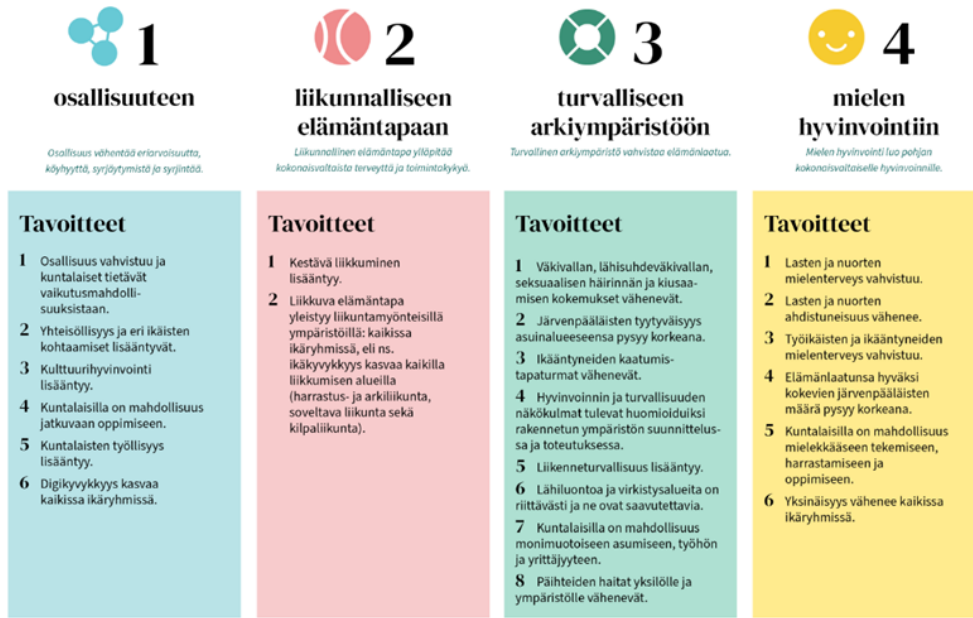 1
osallisuuteen
Osallisuus vähentää eriarvoisuutta,
köyhyyttä, syrjäytymistä ja syrjintää.
Tavoitteet
1 Osallisuus vahvistuu ja
kuntalaiset tietävät
vaikutusmahdolli-
suuksistaan.
2 Yhteisöllisyys ja eri ikäisten
kohtaamiset lisääntyvät.
3 Kulttuurihyvinvointi
lisääntyy.
4 Kuntalaisilla on mahdollisuus
jatkuvaan oppimiseen.
5 Kuntalaisten työllisyys
lisääntyy.
6 Digikyvykkyys kasvaa
kaikissa ikäryhmissä.
2
liikunnalliseen
elämäntapaan
Liikunnallinen elämäntapa ylläpitää
kokonaisvaltaista terveyttä ja toimintakykyä.
Tavoitteet
1 Kestävä liikkuminen
lisääntyy.
2 Liikkuva elämäntapa
yleistyy liikuntamyönteisillä
ympäristöillä: kaikissa
ikäryhmissä, eli ns.
ikäkyvykkyys kasvaa kaikilla
liikkumisen alueilla
(harrastus- ja arkiliikunta,
soveltava liikunta sekä
kilpaliikunta).
3
turvalliseen
arkiympäristöön
Turvallinen arkiympäristö vahvistaa elämänlaatua.
Tavoitteet
1 Väkivallan, lähisuhdeväkivallan,
seksuaalisen häirinnän ja kiusaa-
misen kokemukset vähenevät.
2 Järvenpääläisten tyytyväisyys
asuinalueeseensa pysyy korkeana.
3 Ikääntyneiden kaatumis-
tapaturmat vähenevät.
4 Hyvinvoinnin ja turvallisuuden
näkökulmat tulevat huomioiduiksi
rakennetun ympäristön suunnittelus-
sa ja toteutuksessa.
5 Liikenneturvallisuus lisääntyy.
6 Lähiluontoa ja virkistysalueita on
riittävästi ja ne ovat saavutettavia.
7 Kuntalaisilla on mahdollisuus
monimuotoiseen asumiseen, työhön
ja yrittäjyyteen.
8 Päihteiden haitat yksilölle ja
ympäristölle vähenevät.
4
mielen
hyvinvointiin
Mielen hyvinvointi luo pohjan
kokonaisvaltaiselle hyvinvoinnille.
Tavoitteet
1 Lasten ja nuorten
mielenterveys vahvistuu.
2 Lasten ja nuorten
ahdistuneisuus vähenee.
3 Työikäisten ja ikääntyneiden
mielenterveys vahvistuu.
4 Elämänlaatunsa hyväksi
kokevien järvenpääläisten
määrä pysyy korkeana.
5 Kuntalaisilla on mahdollisuus
mielekkääseen tekemiseen,
harrastamiseen ja
oppimiseen.
6 Yksinäisyys vähenee kaikissa
ikäryhmissä.